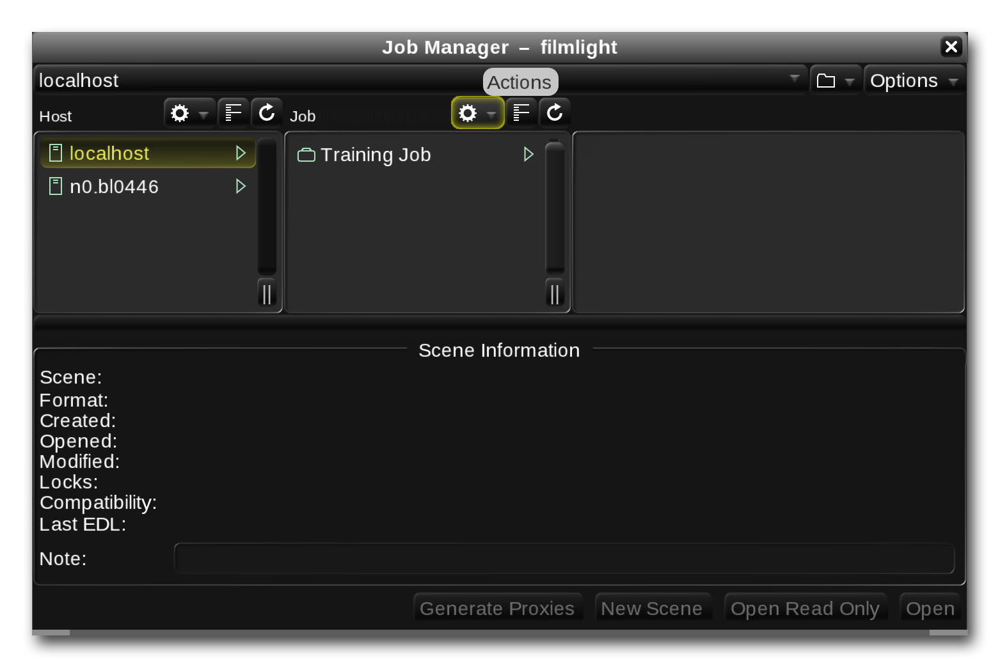 Job Manager – filmlight
localhost
Actions
Options
Host
Job
localhost
n0.bl0446
Training Job
Scene Information
Scene:
Format:
Created:
Opened:
Modified:
Locks:
Compatibility:
Last EDL:
Note:
Generate Proxies
New Scene
Open Read Only
Open